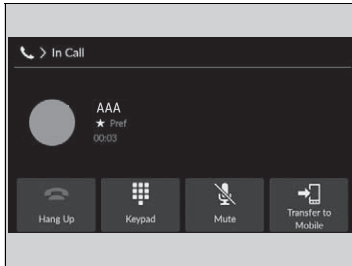 > In Call
AAA
★ Pref
00:03
Hang Up
Keypad
Mute
Transfer to
Mobile